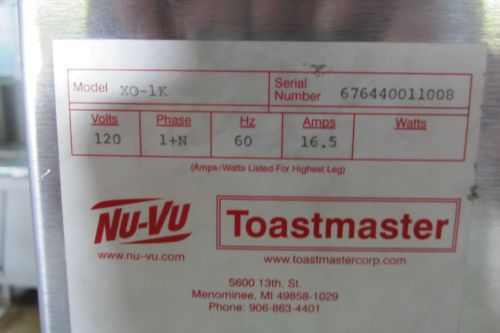 Model XO-1K Serial Number 676440011008
Volts Phase Hz Amps Watts
120 1+N 60 16.5
(Amps/Watts Listed For Highest Leg)
NU-VU Toastmaster
www.nu-vu.com www.toastmastercorp.com
5600 13th. St.
Menominee, MI 49858-1029
Phone: 906-863-4401